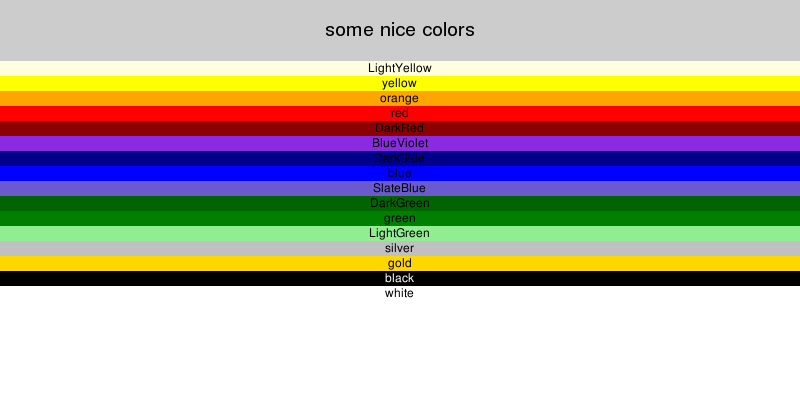 some nice colors
LightYellow
yellow
orange
red
DarkRed
BlueViolet
DarkBlue
blue
SlateBlue
DarkGreen
green
LightGreen
silver
gold
black
white